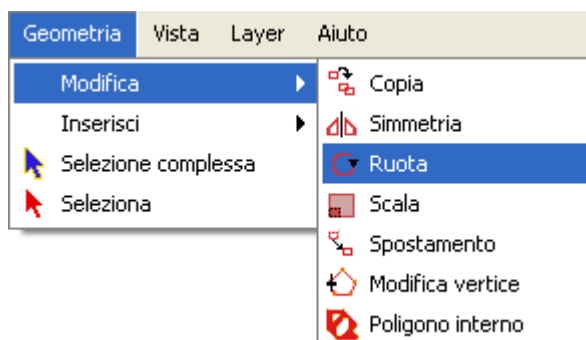 Geometria Vista Layer Aiuto
Modifica
Inserisci
Selezione complessa
Seleziona
Copia
Simmetria
Ruota
Scala
Spostamento
Modifica vertice
Poligono interno